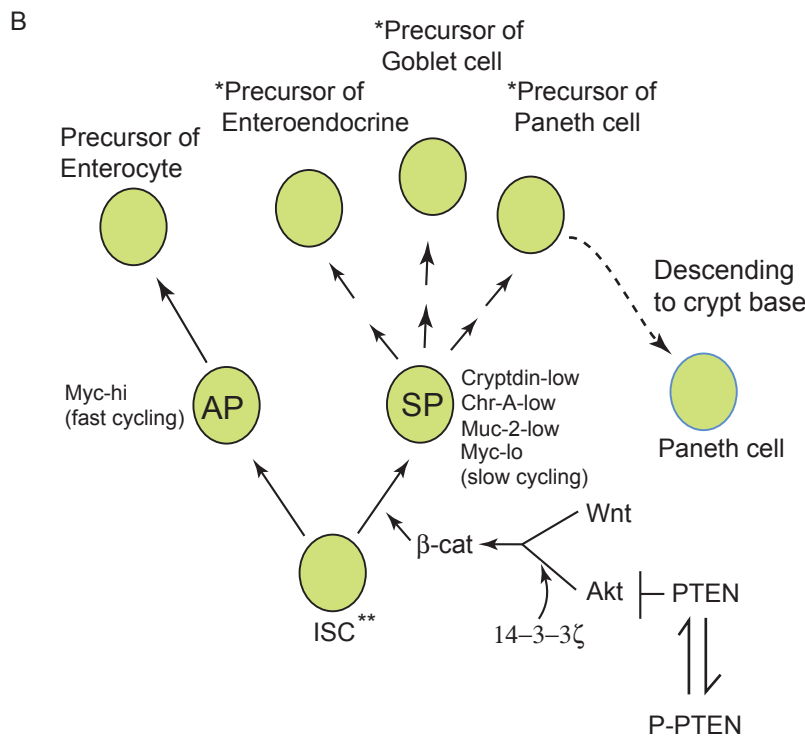 B
*Precursor of
Goblet cell
*Precursor of
Enteroendocrine
*Precursor of
Paneth cell
Precursor of
Enterocyte
Descending
to crypt base
Myc-hi
(fast cycling)
AP
SP
Cryptdin-low
Chr-A-low
Muc-2-low
Myc-lo
(slow cycling)
Paneth cell
Wnt
β-cat
Akt
PTEN
ISC**
14–3–3ζ
P-PTEN